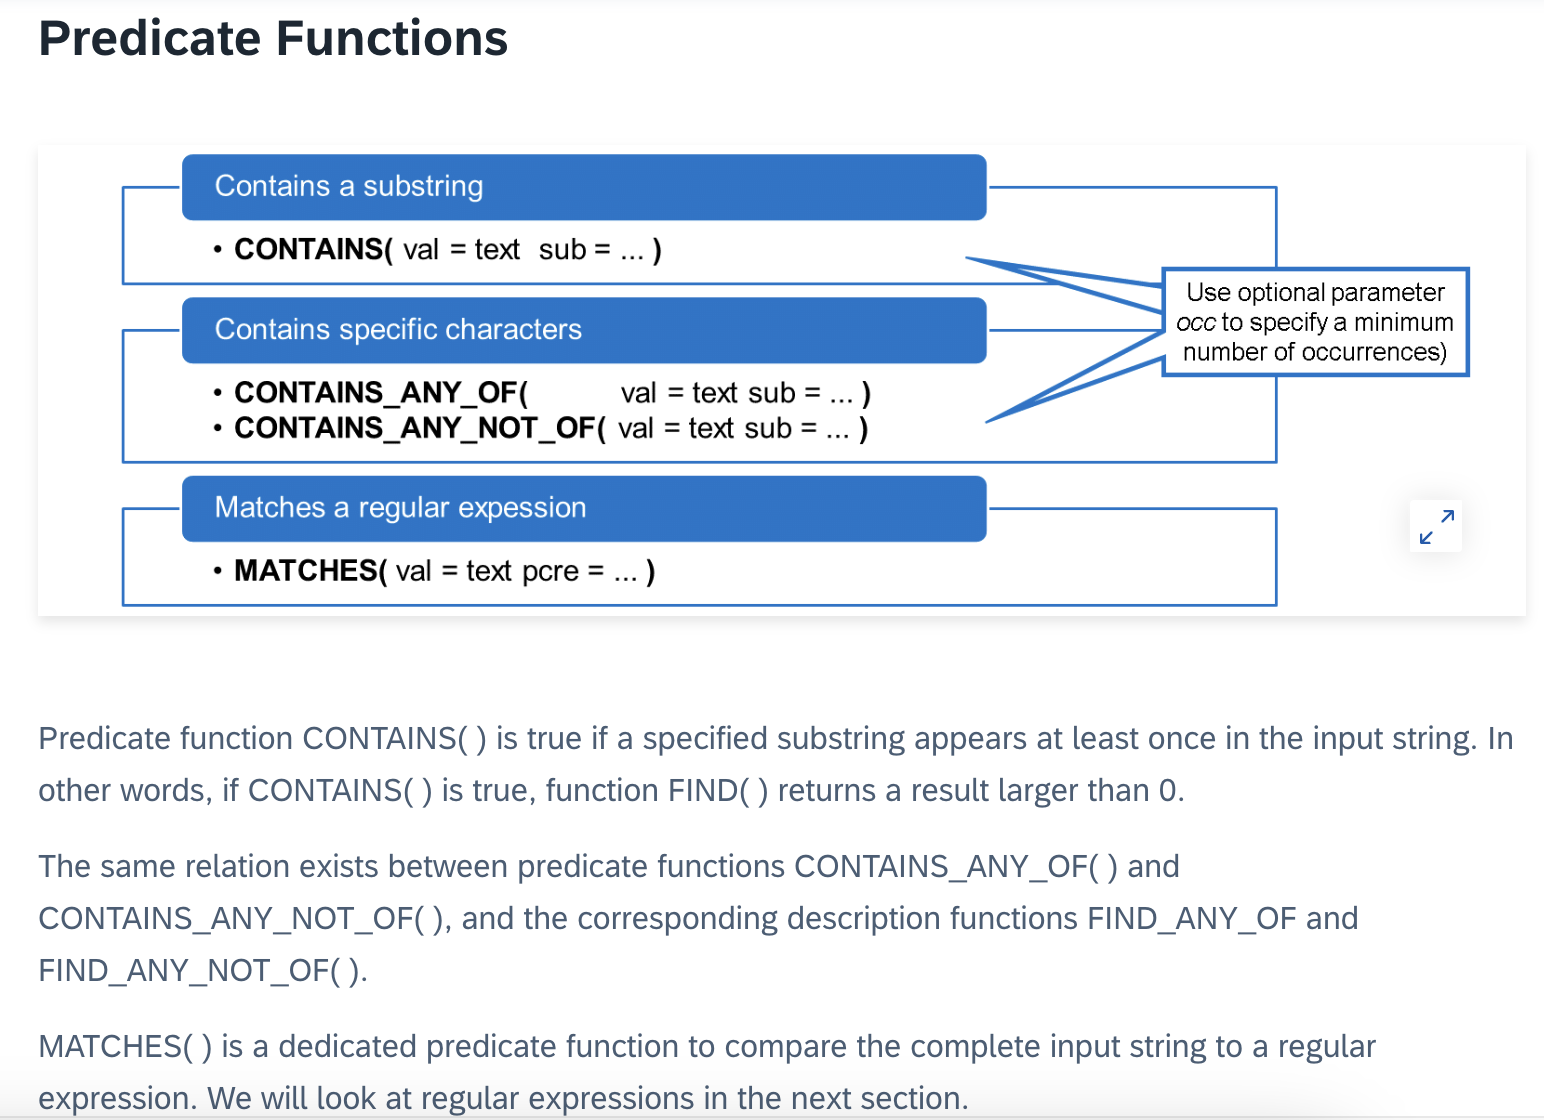 Predicate Functions
Contains a substring
• CONTAINS( val = text sub = ... )
Use optional parameter
occ to specify a minimum
number of occurrences)
Contains specific characters
• CONTAINS_ANY_OF( val = text sub = ... )
• CONTAINS_ANY_NOT_OF( val = text sub = ... )
Matches a regular expession
• MATCHES( val = text pcre = ... )
Predicate function CONTAINS( ) is true if a specified substring appears at least once in the input string. In
other words, if CONTAINS( ) is true, function FIND( ) returns a result larger than 0.
The same relation exists between predicate functions CONTAINS_ANY_OF( ) and
CONTAINS_ANY_NOT_OF( ), and the corresponding description functions FIND_ANY_OF and
FIND_ANY_NOT_OF( ).
MATCHES( ) is a dedicated predicate function to compare the complete input string to a regular
expression. We will look at regular expressions in the next section.